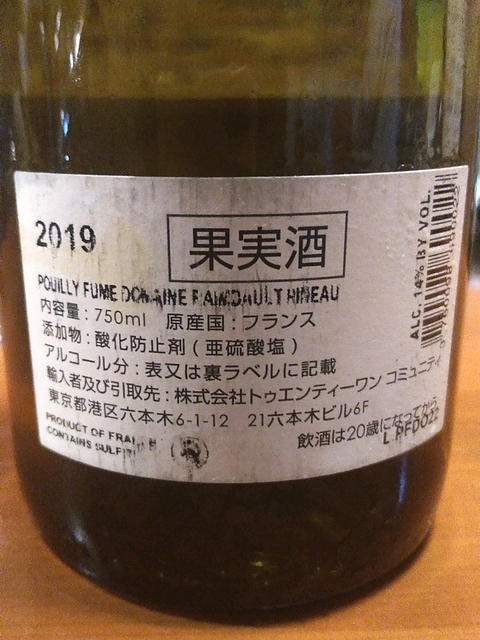 2019
果実酒
POUILLY FUME DOMAINE RAIMBAULT PINEAU
内容量：750ml 原産国：フランス
添加物：酸化防止剤（亜硫酸塩）
アルコール分：表又は裏ラベルに記載
輸入者及び引取先：株式会社トゥエンティーワン コミュニティ
東京都港区六本木6-1-12 21六本木ビル6F
飲酒は20歳になってから
PRODUCT OF FRANCE
CONTAINS SULFITES
L.PFD022
ALC. 14% BY VOL.